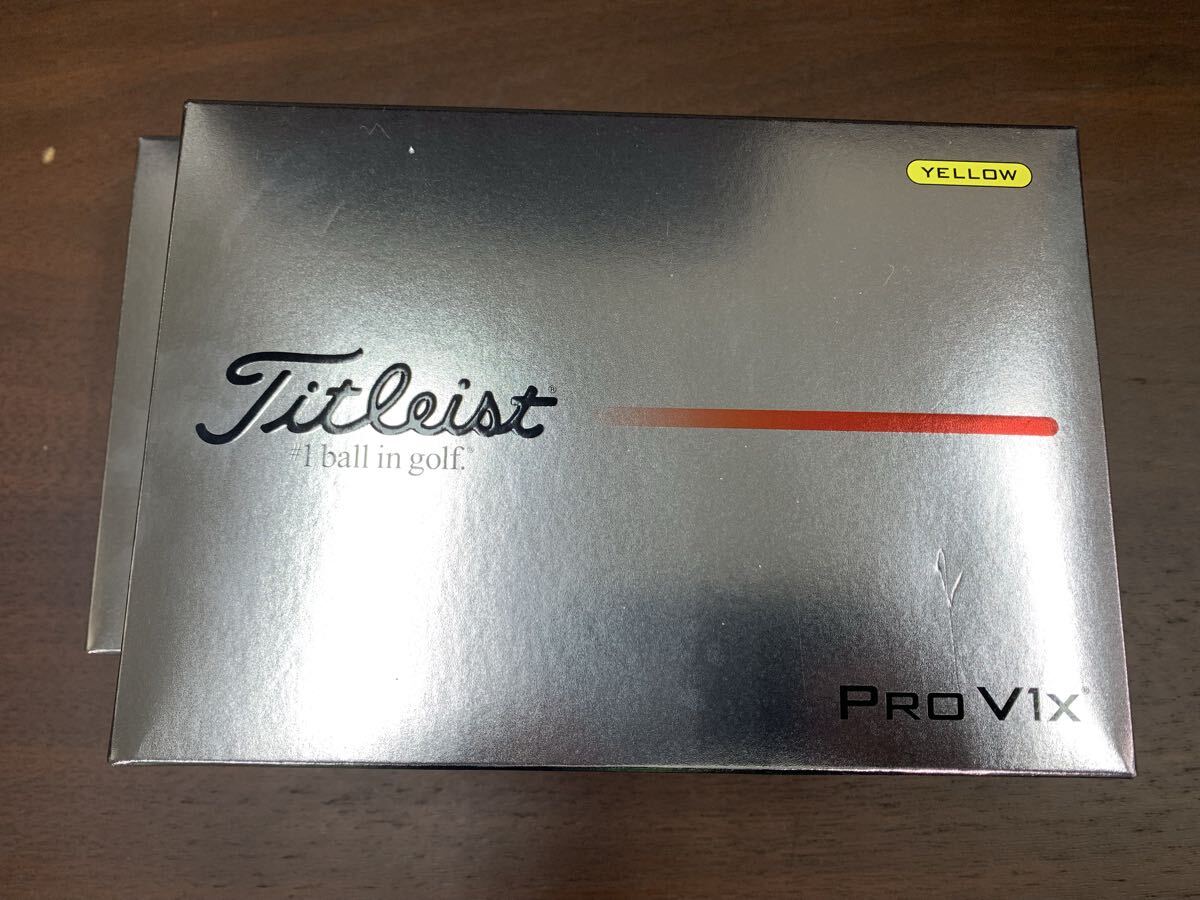 YELLOW
Titleist®
#1 ball in golf.®
PRO V1x®